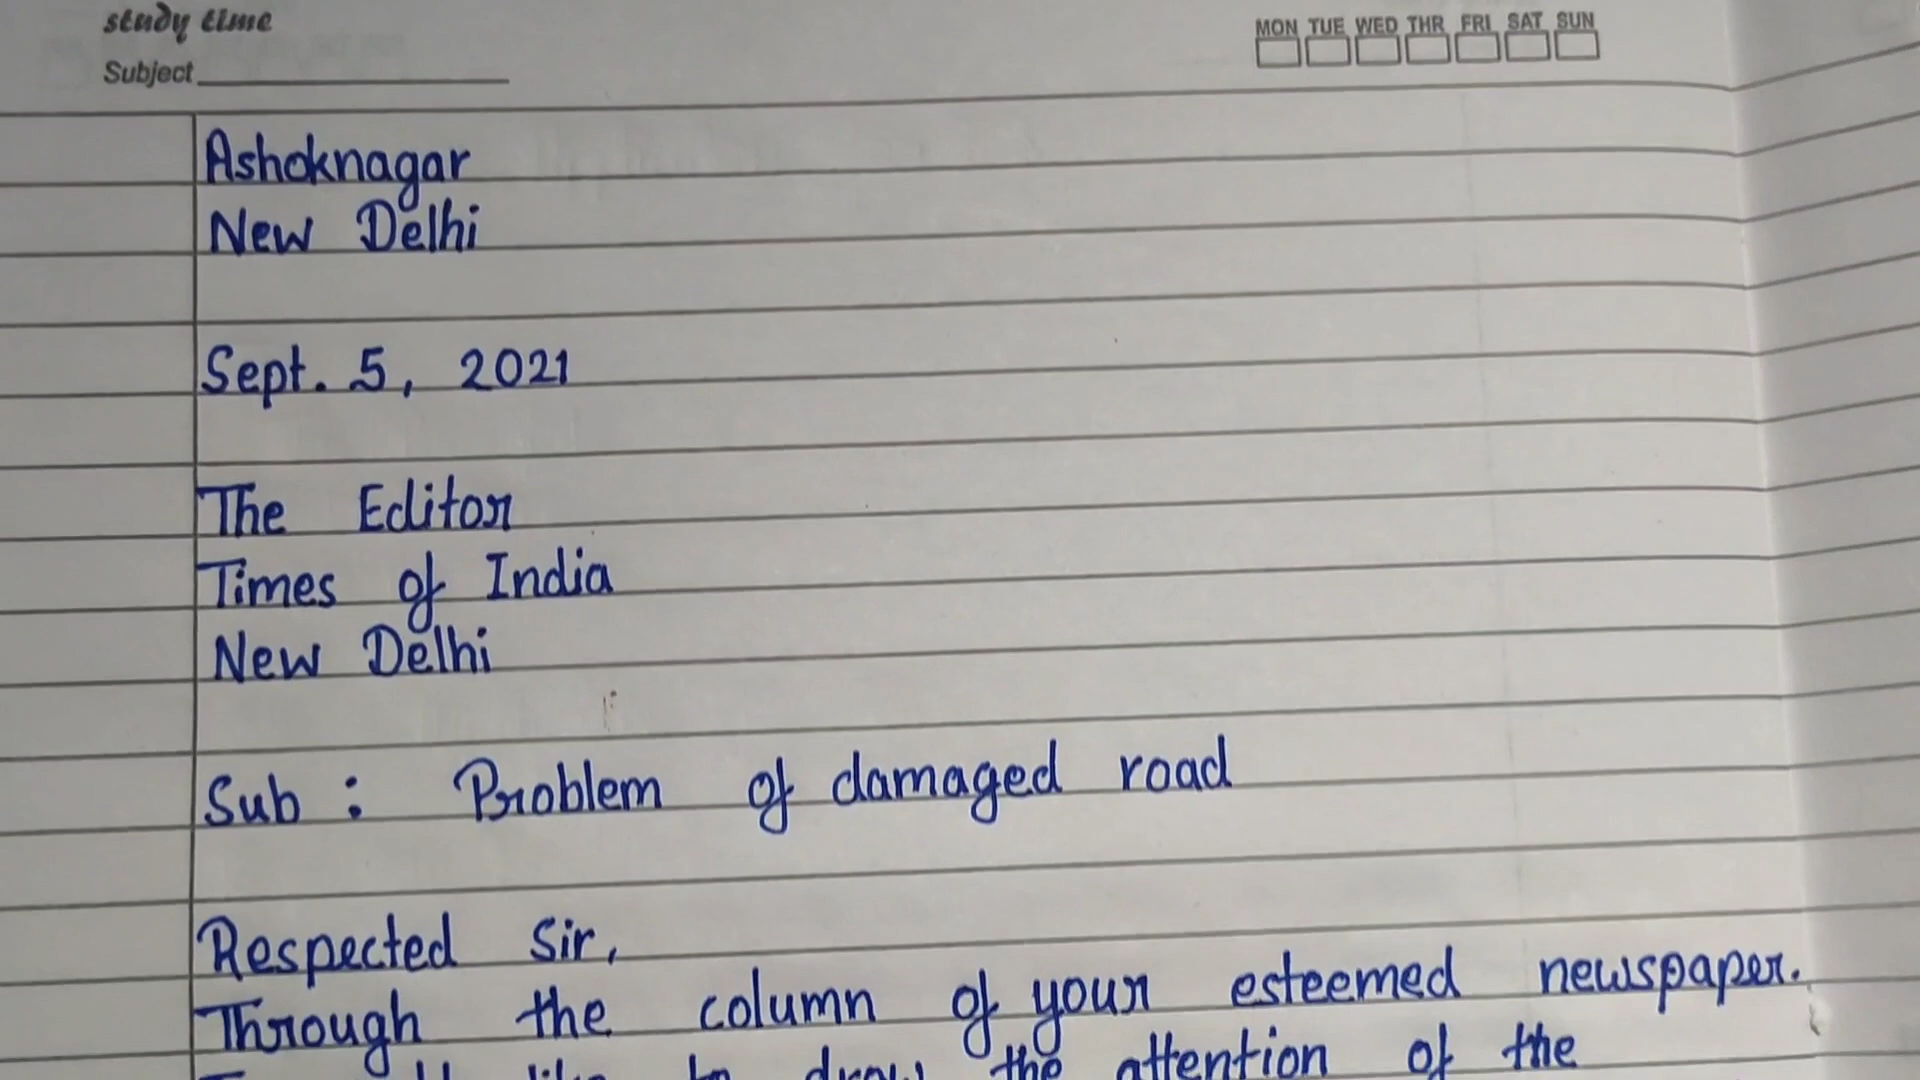 study time
Subject
MON TUE WED THR FRI SAT SUN
Ashoknagar
New Delhi
Sept. 5, 2021
The Editor
Times of India
New Delhi
Sub : Problem of damaged road
Respected Sir,
Through the column of your esteemed newspaper.
to draw the attention of the